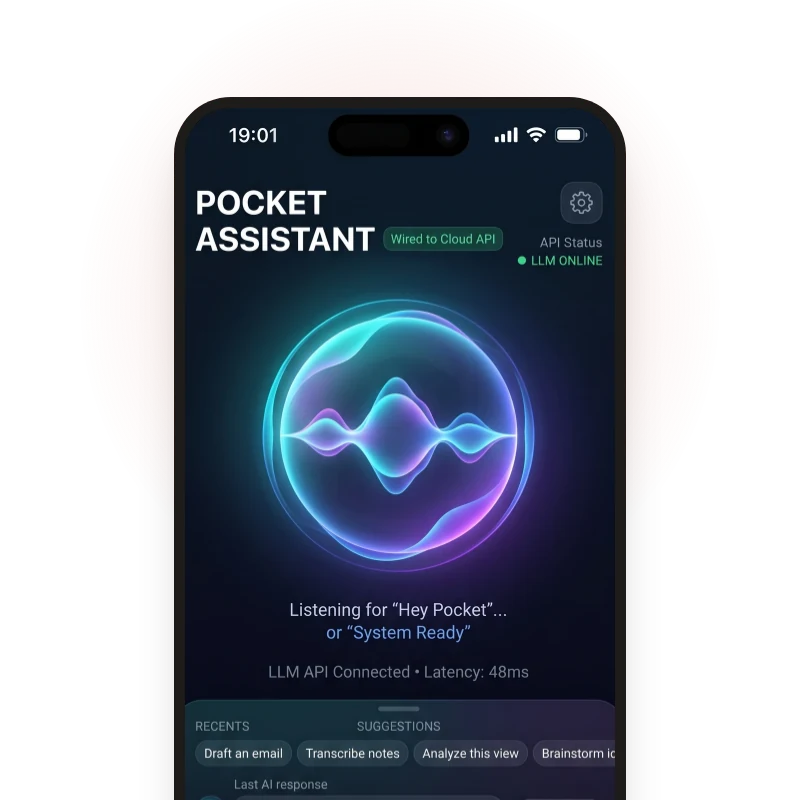 19:01
POCKET
ASSISTANT
Wired to Cloud API
API Status
LLM ONLINE
Listening for “Hey Pocket”...
or “System Ready”
LLM API Connected • Latency: 48ms
RECENTS
SUGGESTIONS
Draft an email
Transcribe notes
Analyze this view
Brainstorm
Last AI response